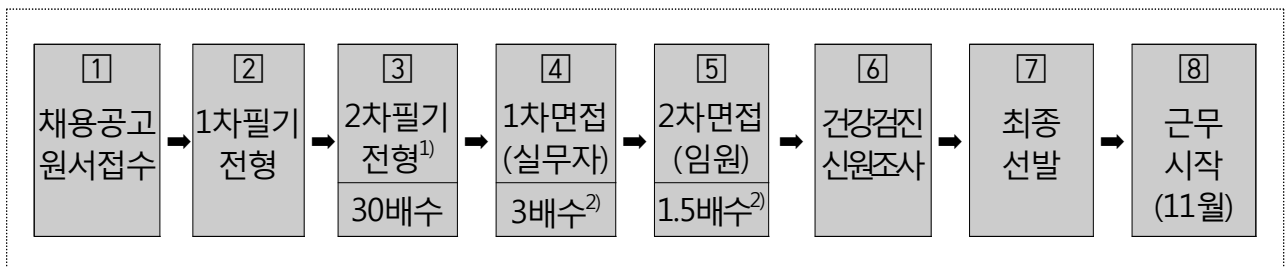 1
채용공고
원서접수
➡
2
1차필기
전형
➡
3
2차필기
전형1)
30배수
➡
4
1차면접
(실무자)
3배수2)
➡
5
2차면접
(임원)
1.5배수2)
➡
6
건강검진
신원조사
➡
7
최종
선발
➡
8
근무
시작
(11월)